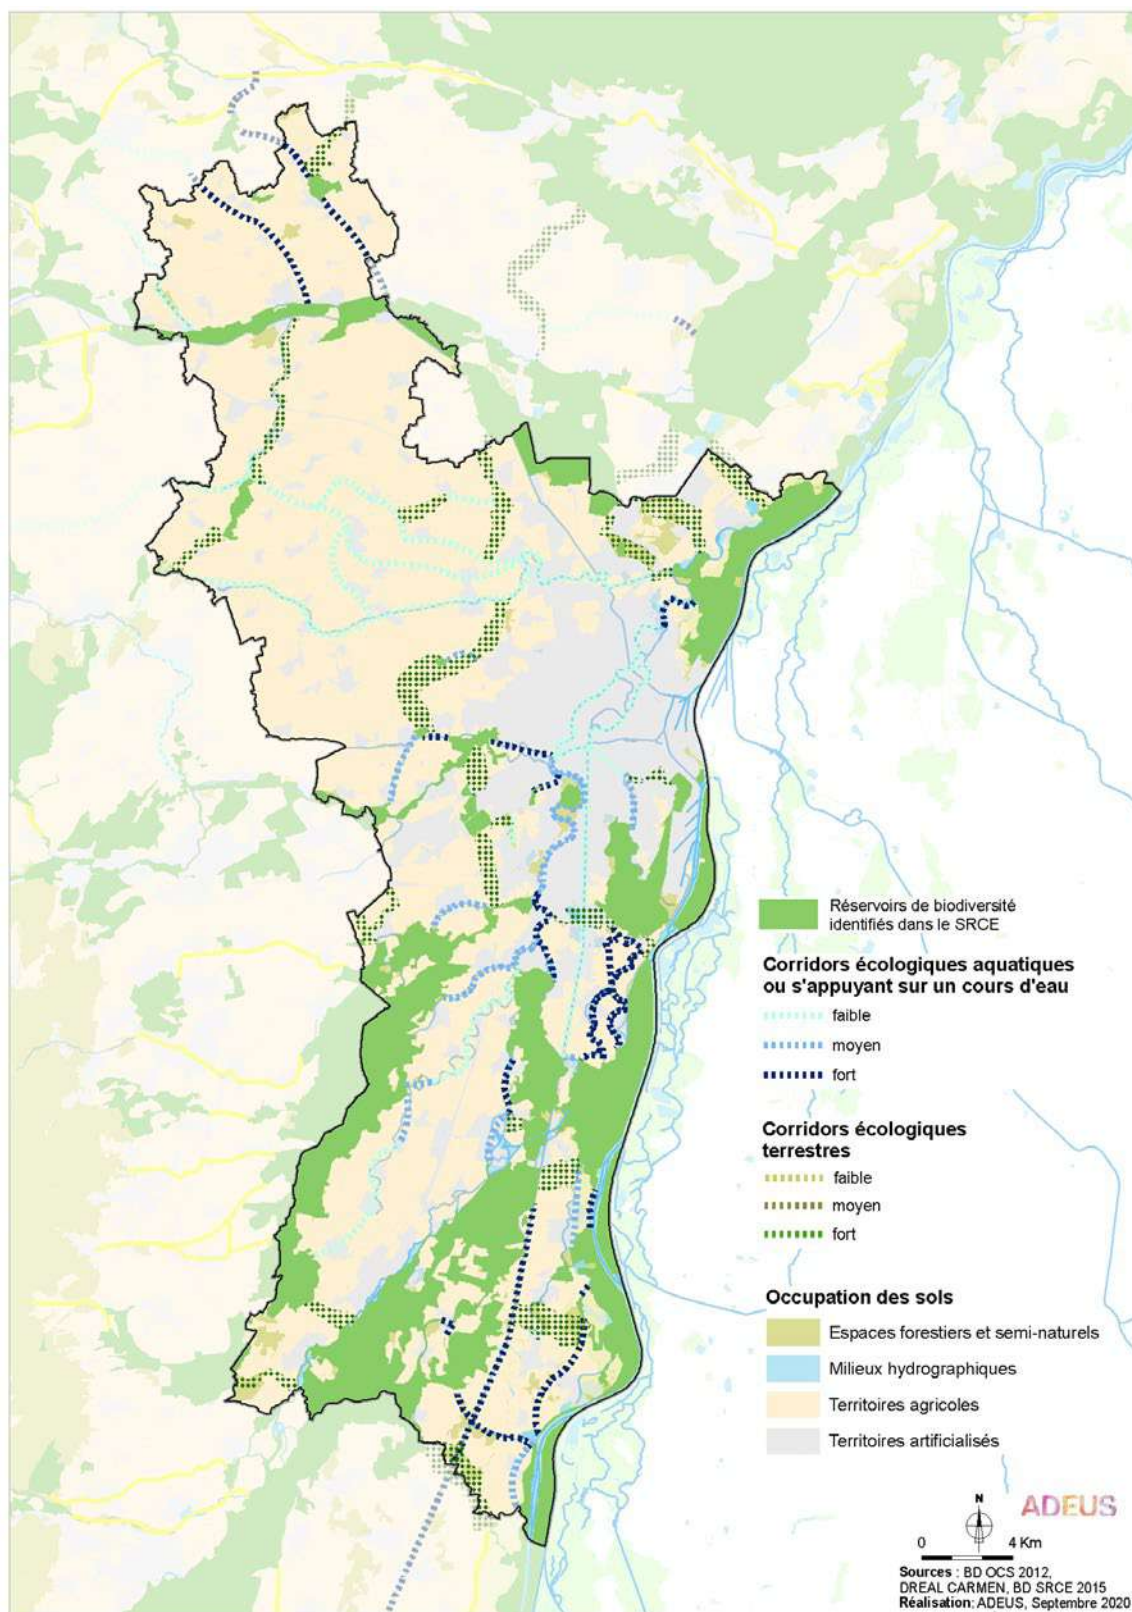 Réservoirs de biodiversité
identifiés dans le SRCE
Corridors écologiques aquatiques
ou s'appuyant sur un cours d'eau
faible
moyen
fort
Corridors écologiques
terrestres
faible
moyen
fort
Occupation des sols
Espaces forestiers et semi-naturels
Milieux hydrographiques
Territoires agricoles
Territoires artificialisés
N
ADEUS
0 4 Km
Sources : BD OCS 2012,
DREAL CARMEN, BD SRCE 2015
Réalisation: ADEUS, Septembre 2020